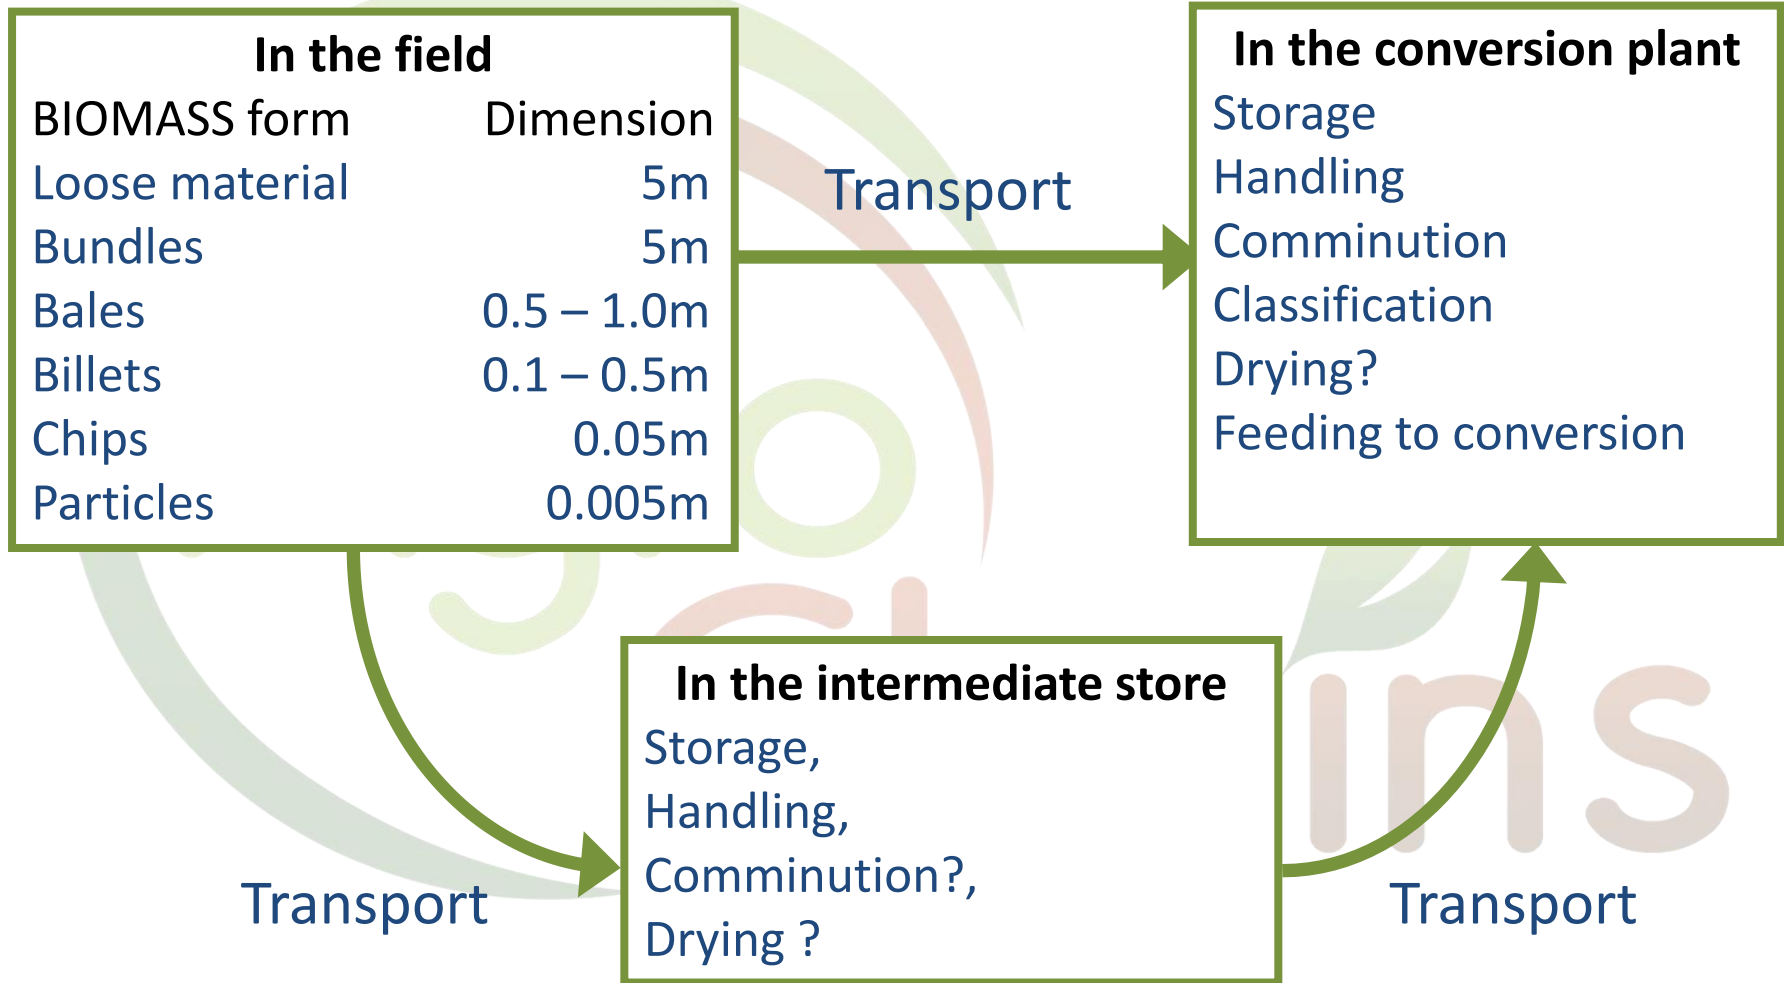 In the field
BIOMASS form Dimension
Loose material 5m
Bundles 5m
Bales 0.5 – 1.0m
Billets 0.1 – 0.5m
Chips 0.05m
Particles 0.005m
Transport
In the conversion plant
Storage
Handling
Comminution
Classification
Drying?
Feeding to conversion
In the intermediate store
Storage,
Handling,
Comminution?,
Drying ?
Transport
Transport